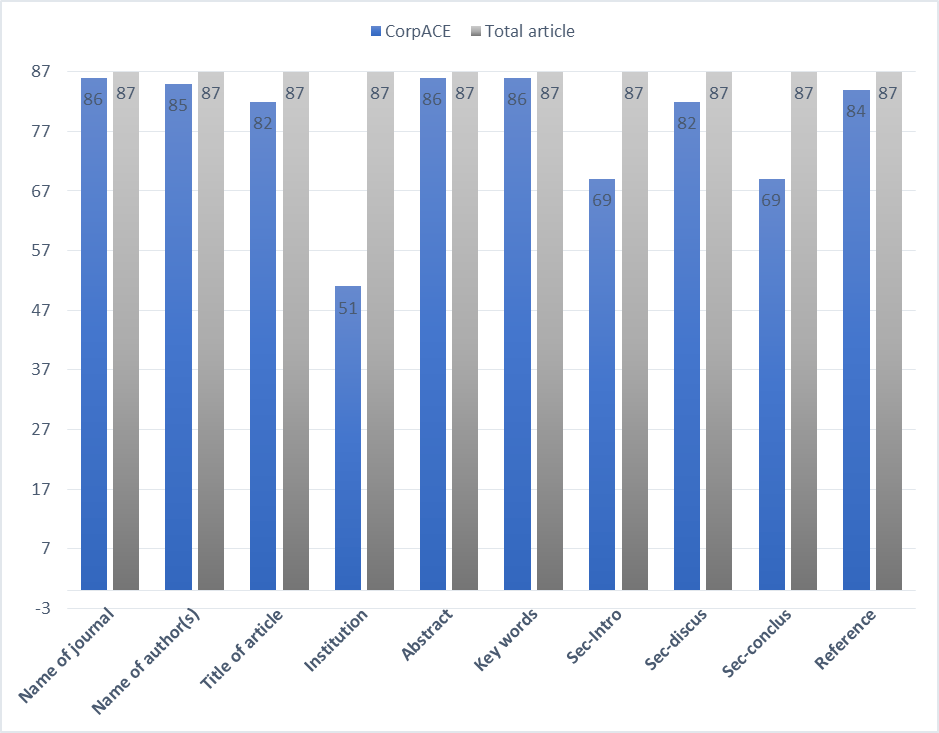 CorpACE Total article
87
77
67
57
47
37
27
17
7
-3
86 87 85 87 82 87 51 87 86 87 86 87 69 87 82 87 69 87 84 87
Name of journal
Name of author(s)
Title of article
Institution
Abstract
Key words
Sec-Intro
Sec-discus
Sec-conclus
Reference